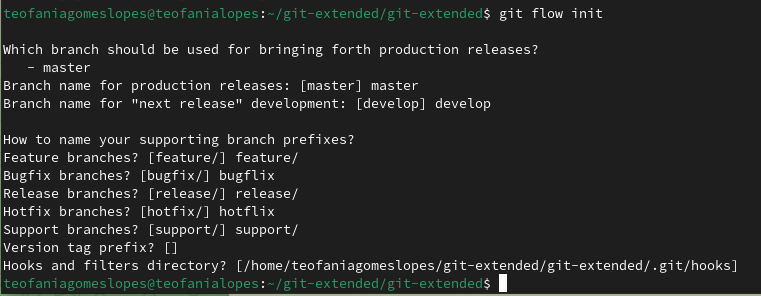 teofaniagomeslopes@teofanialopes:~/git-extended/git-extended$ git flow init
Which branch should be used for bringing forth production releases?
- master
Branch name for production releases: [master] master
Branch name for "next release" development: [develop] develop
How to name your supporting branch prefixes?
Feature branches? [feature/] feature/
Bugfix branches? [bugfix/] bugflix
Release branches? [release/] release/
Hotfix branches? [hotfix/] hotflix
Support branches? [support/] support/
Version tag prefix? []
Hooks and filters directory? [/home/teofaniagomeslopes/git-extended/git-extended/.git/hooks]
teofaniagomeslopes@teofanialopes:~/git-extended/git-extended$